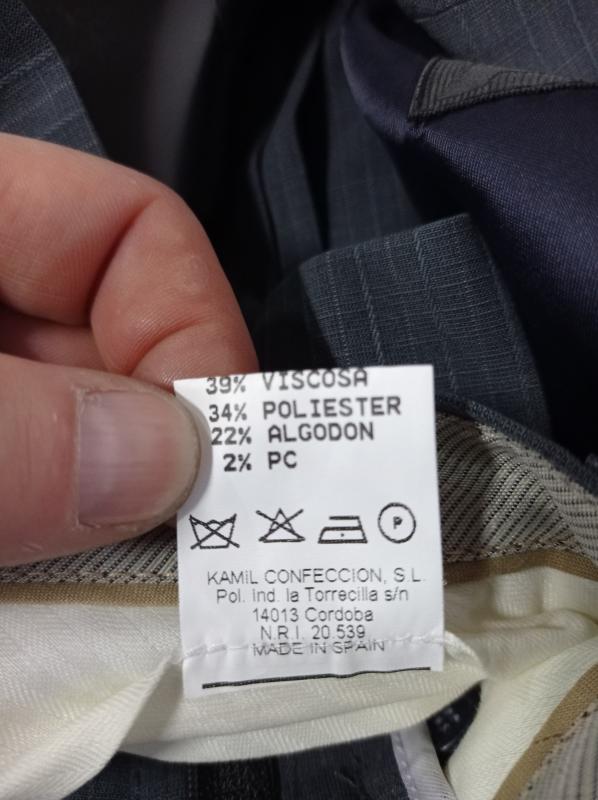 39% VISCOSA
34% POLIESTER
22% ALGODON
2% PC
P
KAMiL CONFECCION, S.L.
Pol. Ind. la Torrecilla s/n
14013 Cordoba
N.R.I. 20.539
MADE IN SPAIN